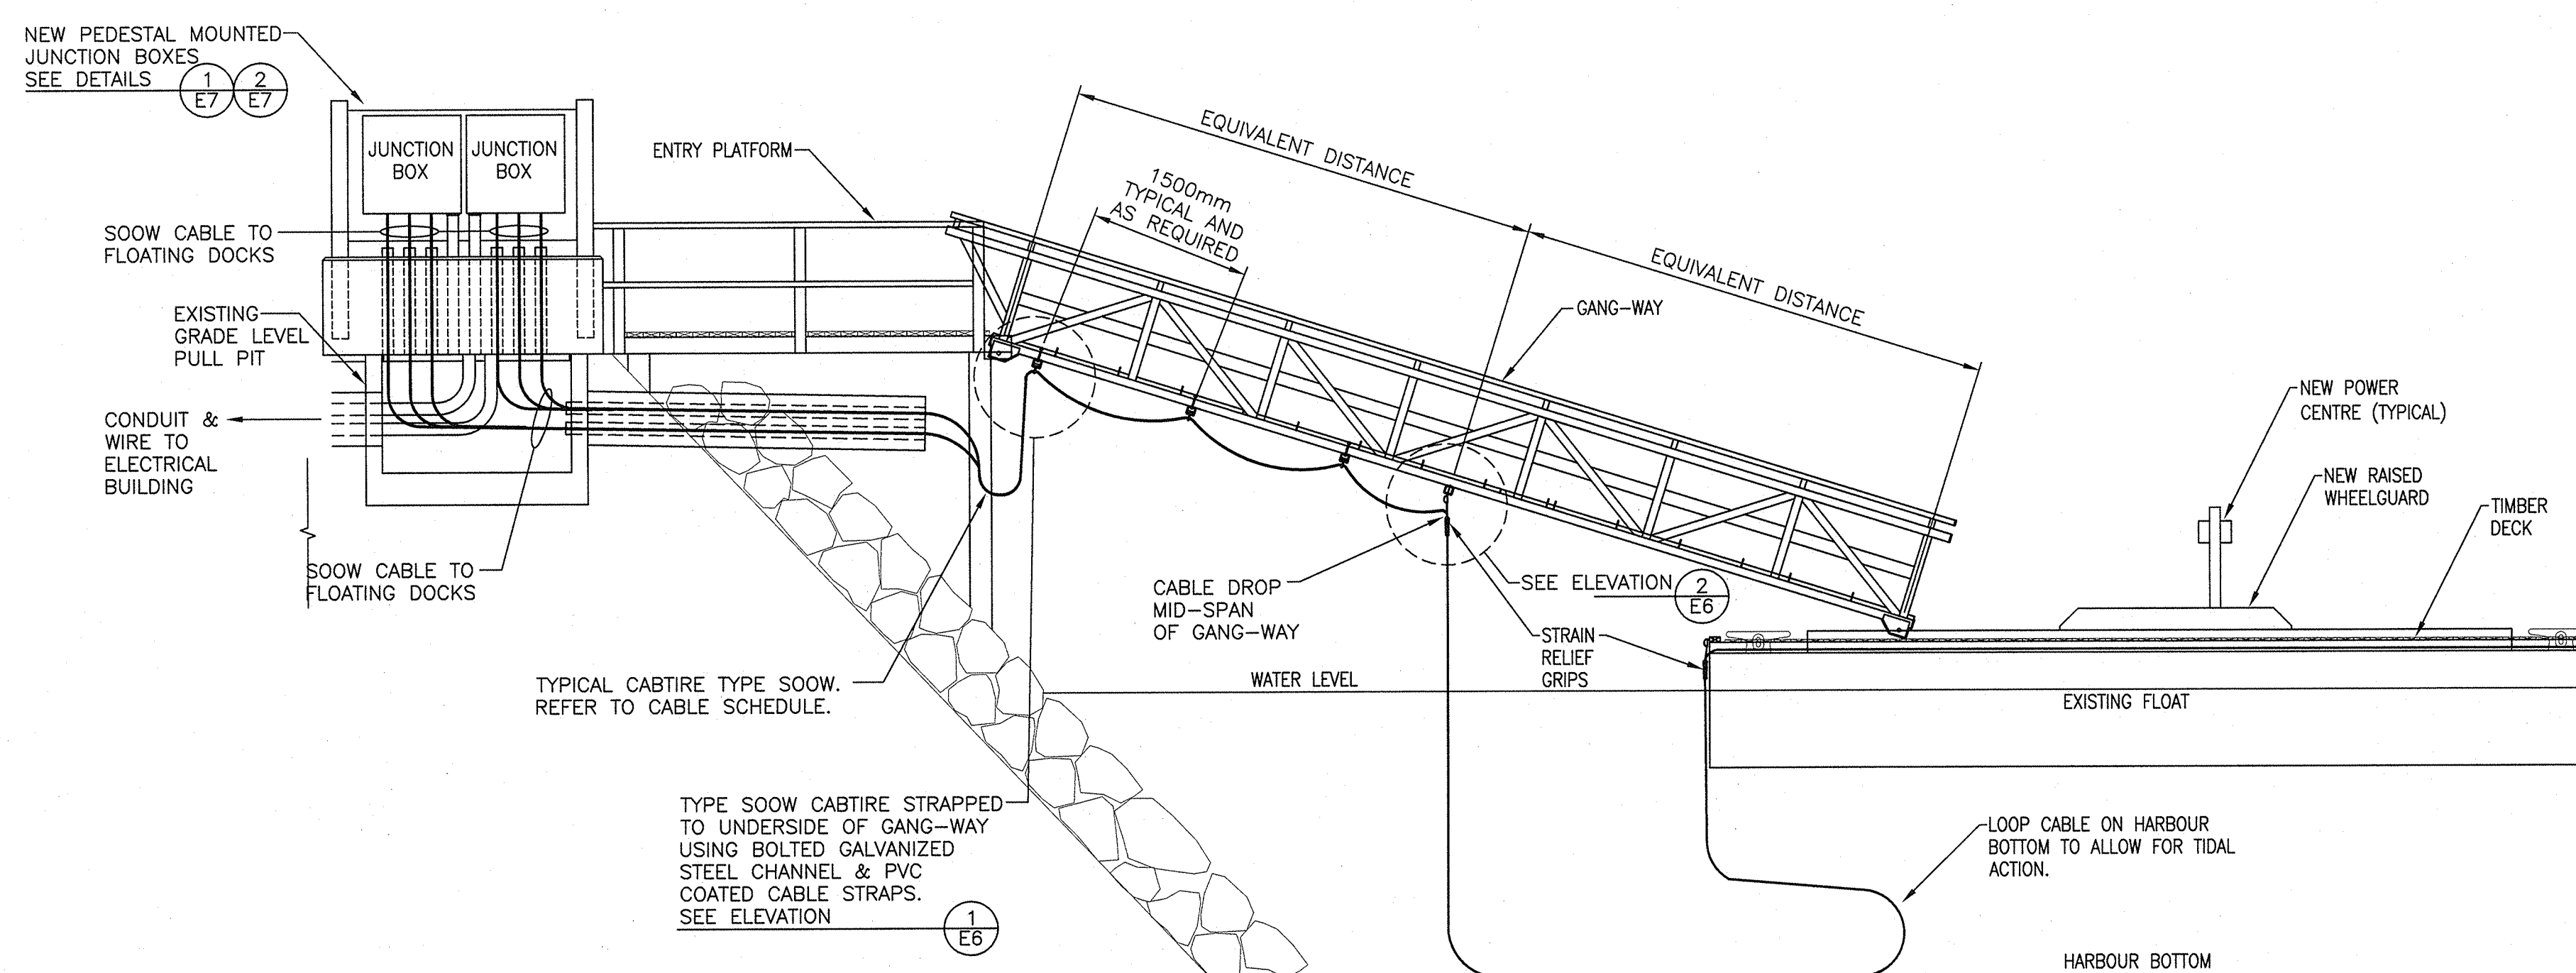 NEW PEDESTAL MOUNTED
JUNCTION BOXES
SEE DETAILS
1
E7
2
E7
JUNCTION
BOX
JUNCTION
BOX
ENTRY PLATFORM
SOOW CABLE TO
FLOATING DOCKS
EXISTING
GRADE LEVEL
PULL PIT
CONDUIT &
WIRE TO
ELECTRICAL
BUILDING
SOOW CABLE TO
FLOATING DOCKS
EQUIVALENT DISTANCE
1500mm
TYPICAL AND
AS REQUIRED
EQUIVALENT DISTANCE
GANG-WAY
NEW POWER
CENTRE (TYPICAL)
NEW RAISED
WHEELGUARD
TIMBER
DECK
CABLE DROP
MID-SPAN
OF GANG-WAY
SEE ELEVATION
2
E6
STRAIN
RELIEF
GRIPS
TYPICAL CABTIRE TYPE SOOW.
REFER TO CABLE SCHEDULE.
WATER LEVEL
EXISTING FLOAT
TYPE SOOW CABTIRE STRAPPED
TO UNDERSIDE OF GANG-WAY
USING BOLTED GALVANIZED
STEEL CHANNEL & PVC
COATED CABLE STRAPS.
SEE ELEVATION
1
E6
LOOP CABLE ON HARBOUR
BOTTOM TO ALLOW FOR TIDAL
ACTION.
HARBOUR BOTTOM